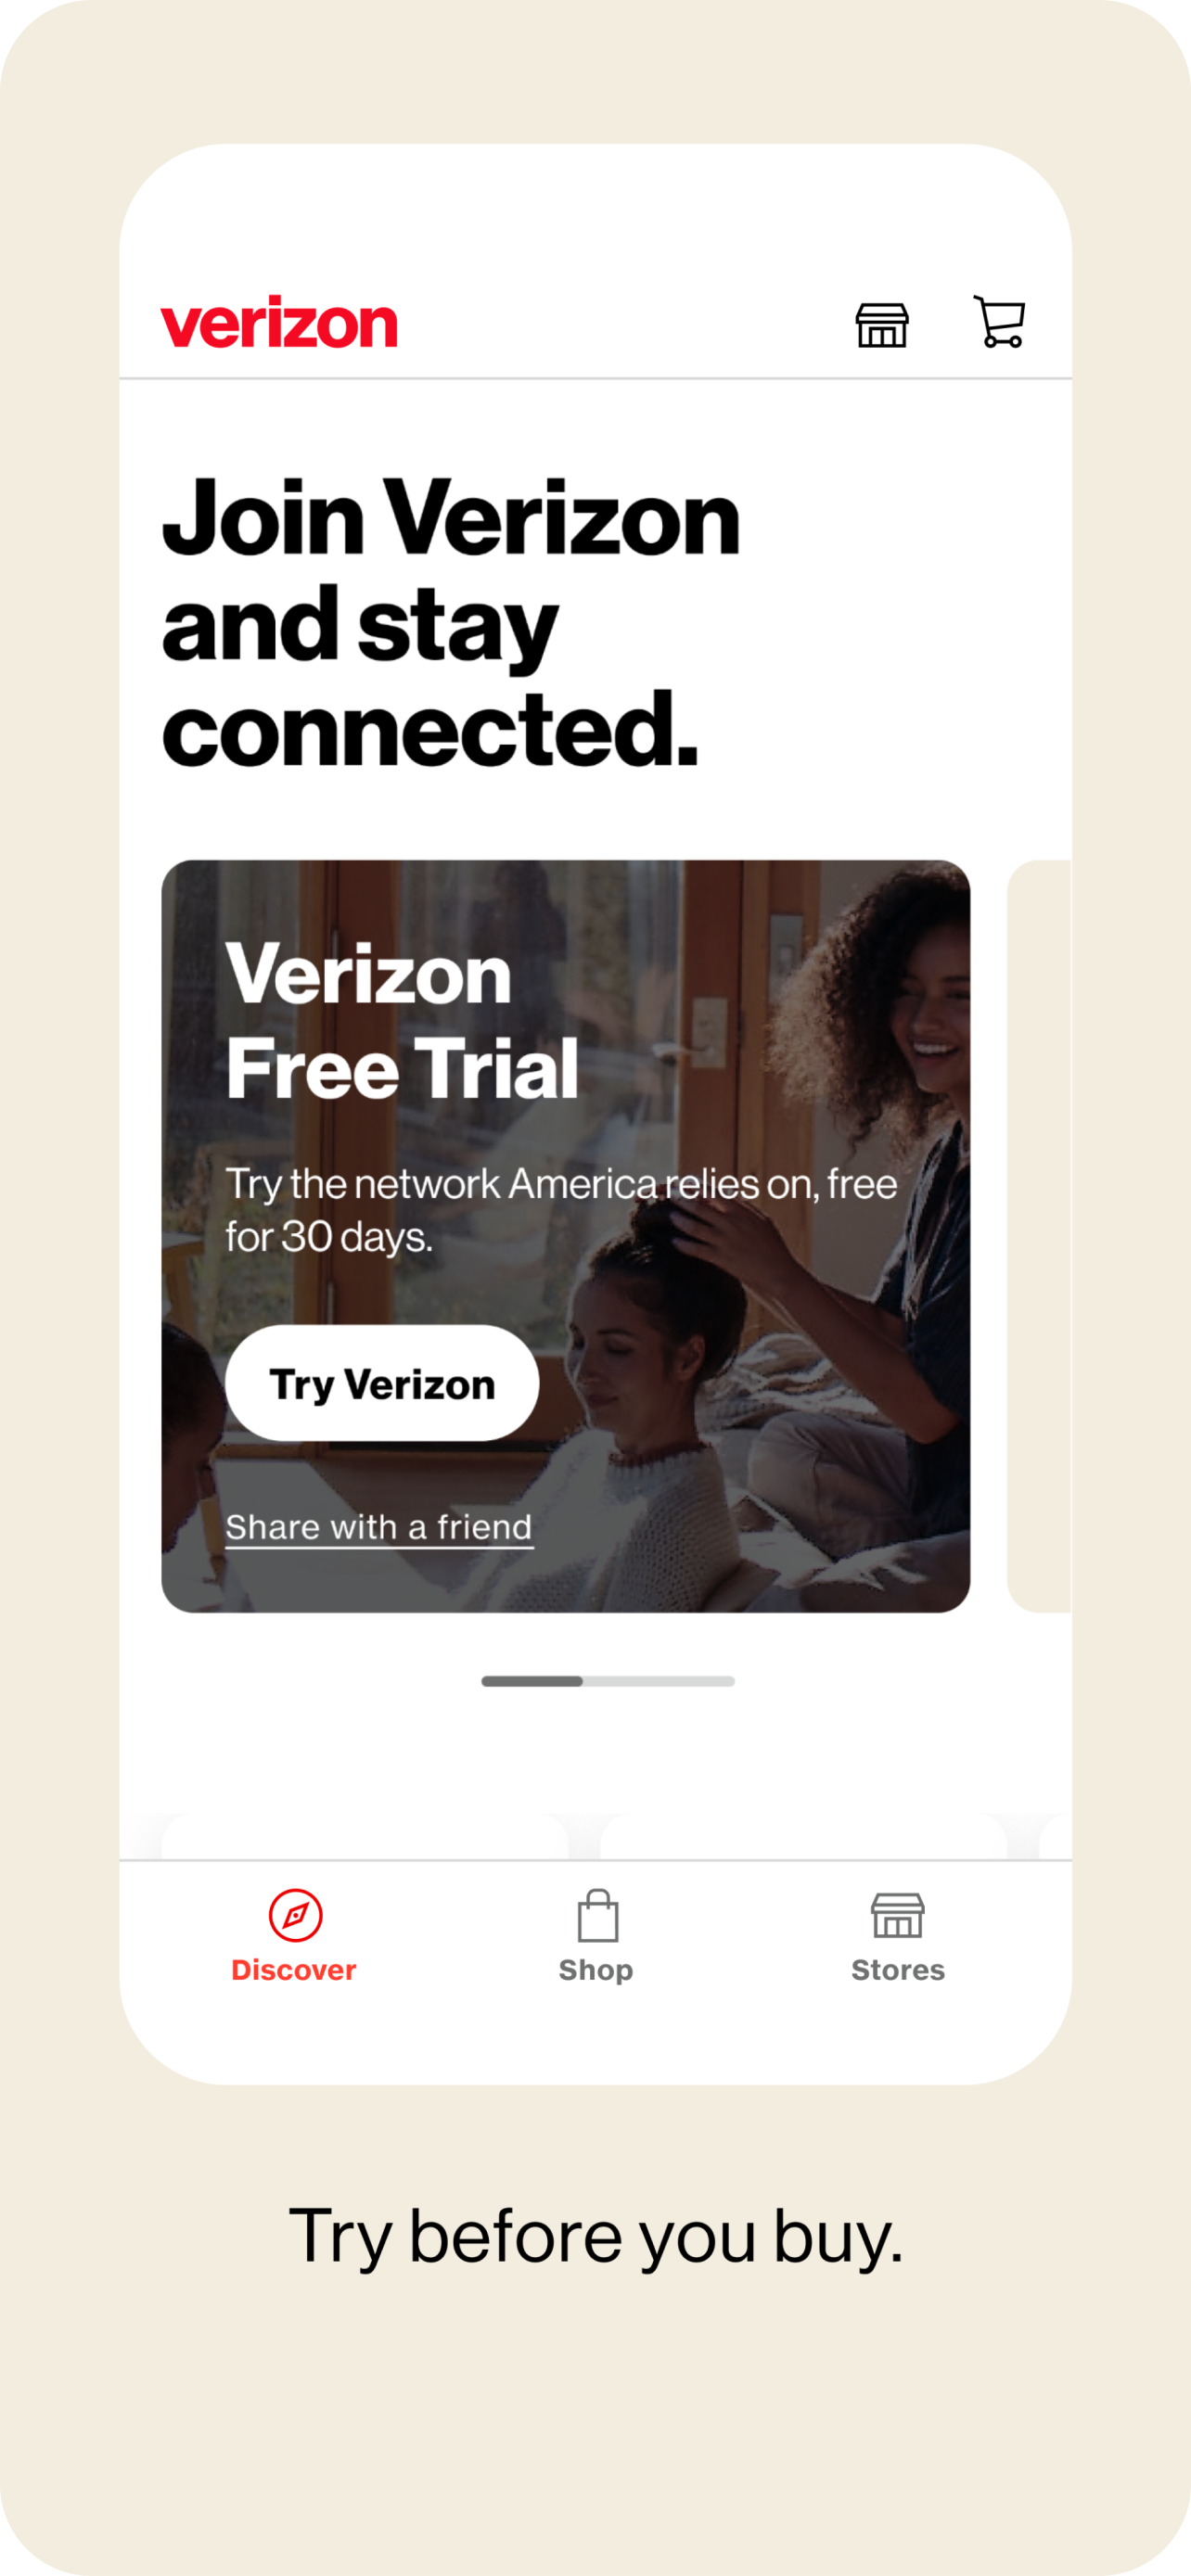 verizon
Join Verizon
and stay
connected.
Verizon
Free Trial
Try the network America relies on, free
for 30 days.
Try Verizon
Share with a friend
Discover
Shop
Stores
Try before you buy.